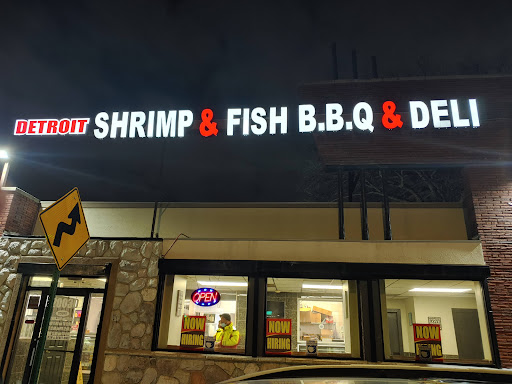 DETROIT SHRIMP & FISH B.B.Q & DELI
OPEN
NOW
HIRING
NOW
HIRING
NOW
HIRING